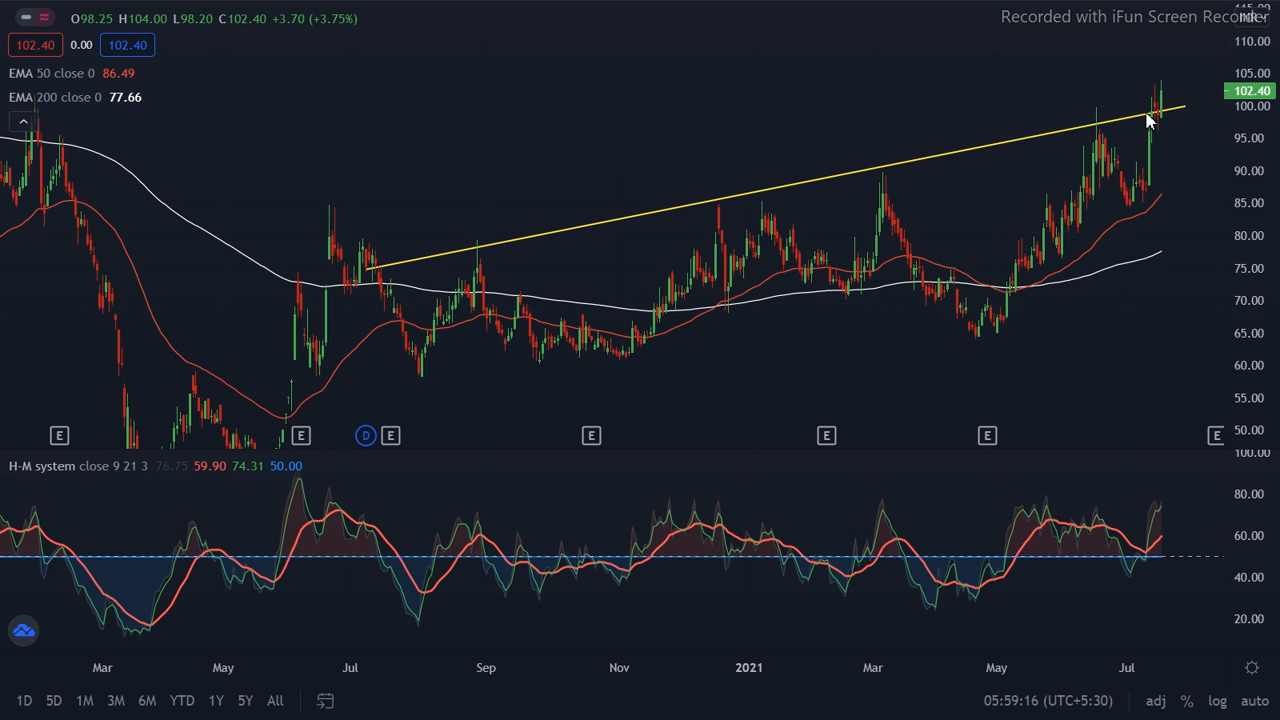 115.00
O98.25 H104.00 L98.20 C102.40 +3.70 (+3.75%)
Recorded with iFun Screen Recorder
110.00
102.40 0.00 102.40
EMA 50 close 0 86.49
105.00
102.40
EMA 200 close 0 77.66
100.00
95.00
90.00
85.00
80.00
75.00
70.00
65.00
60.00
55.00
50.00
E E D E E E E E
100.00
H-M system close 9 21 3 76.75 59.90 74.31 50.00
80.00
60.00
40.00
20.00
Mar May Jul Sep Nov 2021 Mar May Jul
1D 5D 1M 3M 6M YTD 1Y 5Y All 05:59:16 (UTC+5:30) adj % log auto